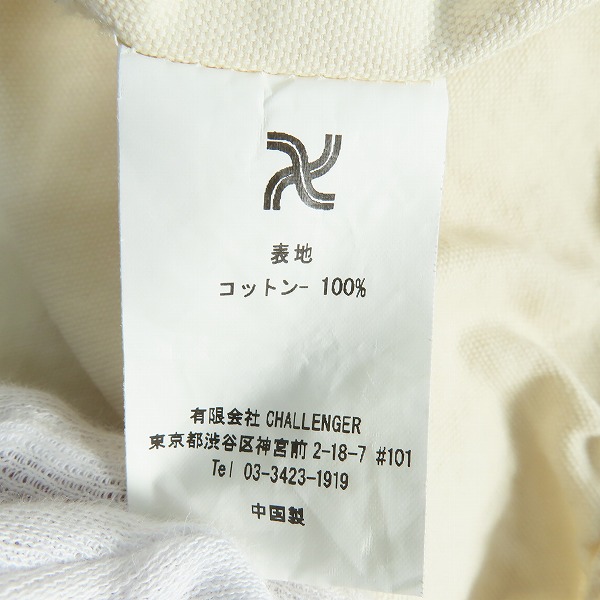 表地
コットン- 100%
有限会社 CHALLENGER
東京都渋谷区神宮前 2-18-7 #101
Tel 03-3423-1919
中国製